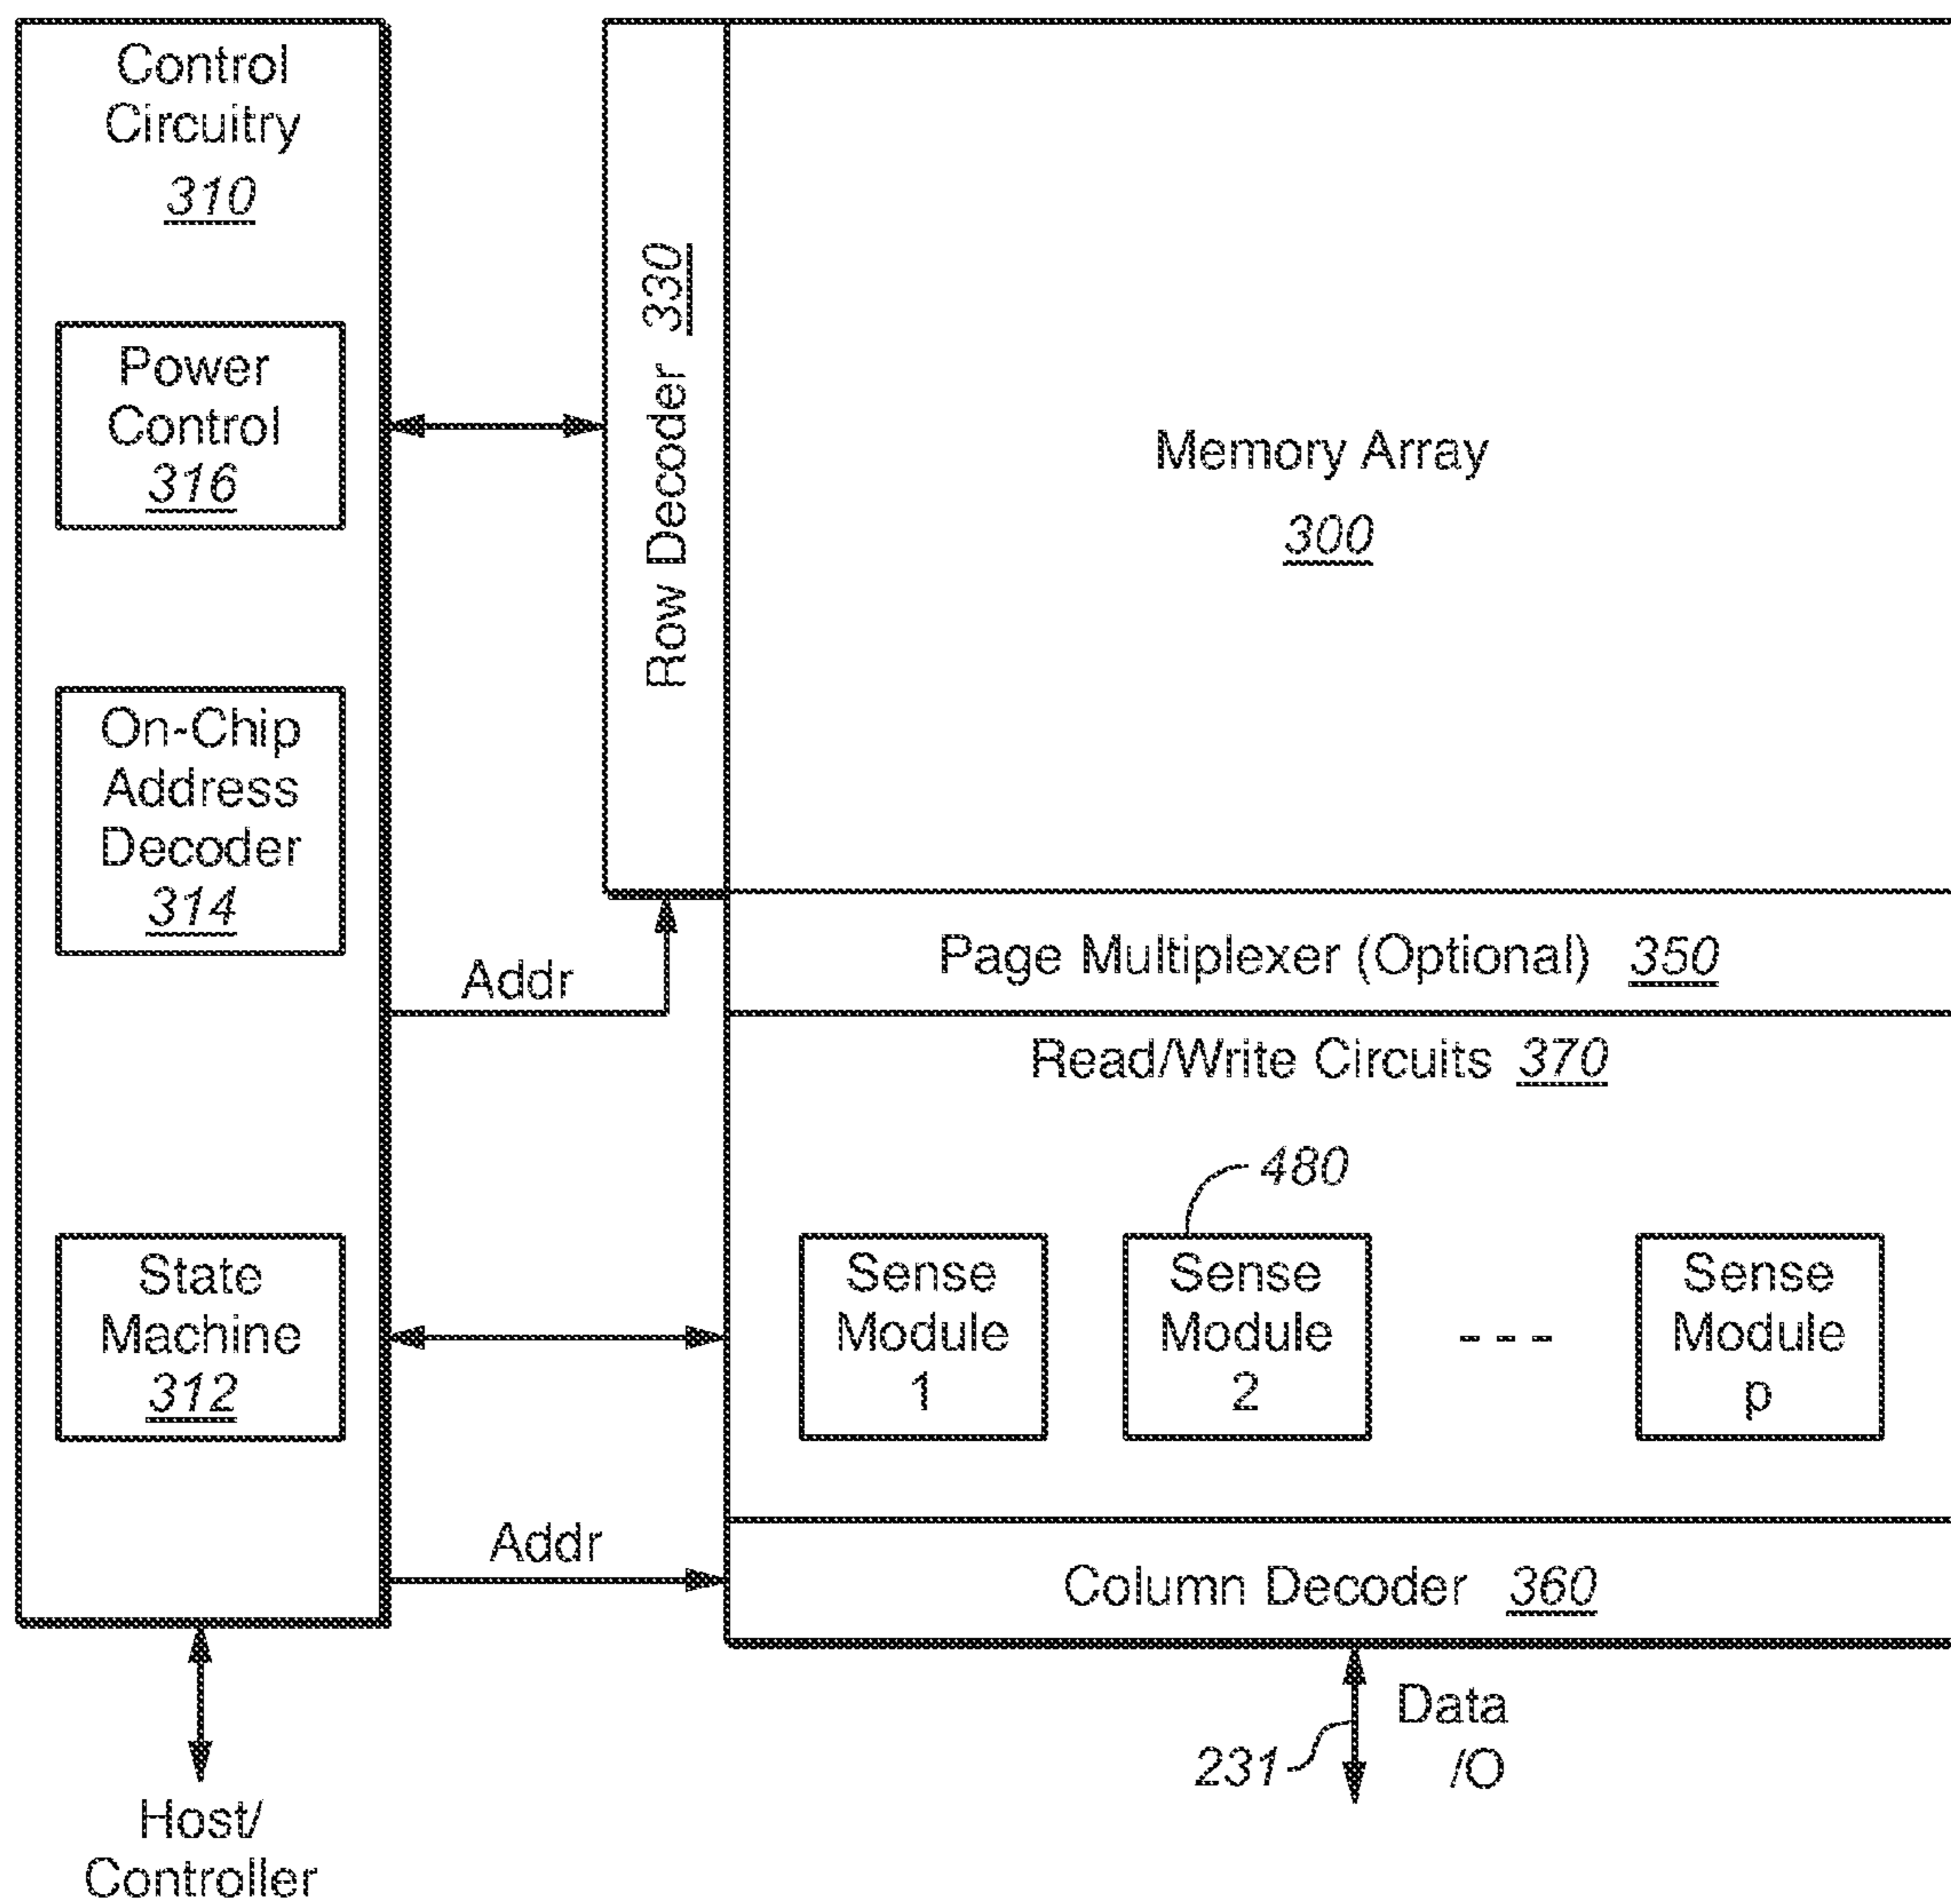 Control
Circuitry
310
Power
Control
316
On-Chip
Address
Decoder
314
State
Machine
312
Host/
Controller
Addr
Addr
Row Decoder 330
Memory Array
300
Page Multiplexer (Optional) 350
Read/Write Circuits 370
480
Sense
Module
1
Sense
Module
2
- - -
Sense
Module
p
Column Decoder 360
231
Data
/O